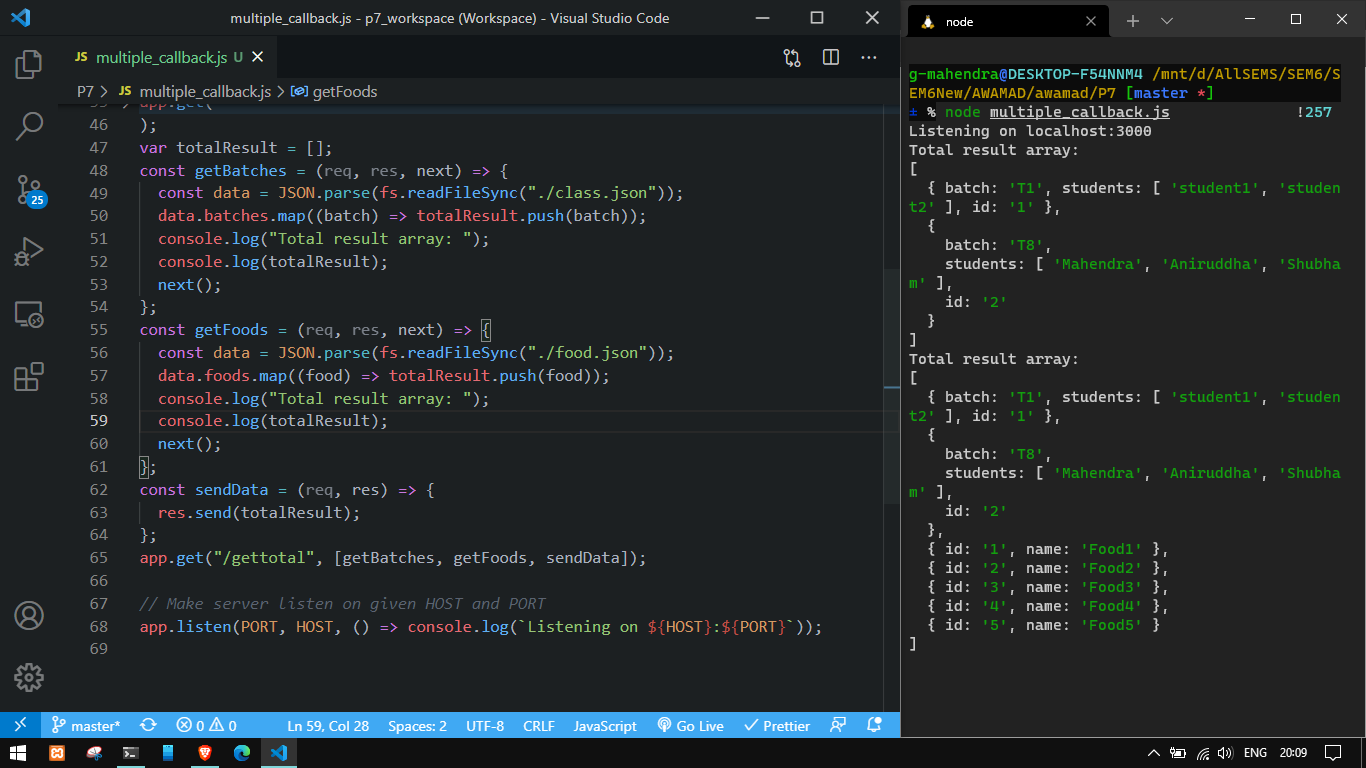 multiple_callback.js - p7_workspace (Workspace) - Visual Studio Code
JS multiple_callback.js U
P7 > JS multiple_callback.js > getFoods
46 );
47 var totalResult = [];
48 const getBatches = (req, res, next) => {
49 const data = JSON.parse(fs.readFileSync("./class.json"));
50 data.batches.map((batch) => totalResult.push(batch));
51 console.log("Total result array: ");
52 console.log(totalResult);
53 next();
54 };
55 const getFoods = (req, res, next) => {
56 const data = JSON.parse(fs.readFileSync("./food.json"));
57 data.foods.map((food) => totalResult.push(food));
58 console.log("Total result array: ");
59 console.log(totalResult);
60 next();
61 };
62 const sendData = (req, res) => {
63 res.send(totalResult);
64 };
65 app.get("/gettotal", [getBatches, getFoods, sendData]);
66
67 // Make server listen on given HOST and PORT
68 app.listen(PORT, HOST, () => console.log(`Listening on ${HOST}:${PORT}`));
69
25
master* 0 0 Ln 59, Col 28 Spaces: 2 UTF-8 CRLF JavaScript Go Live Prettier
node
g-mahendra@DESKTOP-F54NNM4 /mnt/d/AllSEMS/SEM6/S
EM6New/AWAMAD/awamad/P7 [master *]
± % node multiple_callback.js !257
Listening on localhost:3000
Total result array:
[
{ batch: 'T1', students: [ 'student1', 'studen
t2' ], id: '1' },
{
batch: 'T8',
students: [ 'Mahendra', 'Aniruddha', 'Shubha
m' ],
id: '2'
}
]
Total result array:
[
{ batch: 'T1', students: [ 'student1', 'studen
t2' ], id: '1' },
{
batch: 'T8',
students: [ 'Mahendra', 'Aniruddha', 'Shubha
m' ],
id: '2'
},
{ id: '1', name: 'Food1' },
{ id: '2', name: 'Food2' },
{ id: '3', name: 'Food3' },
{ id: '4', name: 'Food4' },
{ id: '5', name: 'Food5' }
]
ENG 20:09